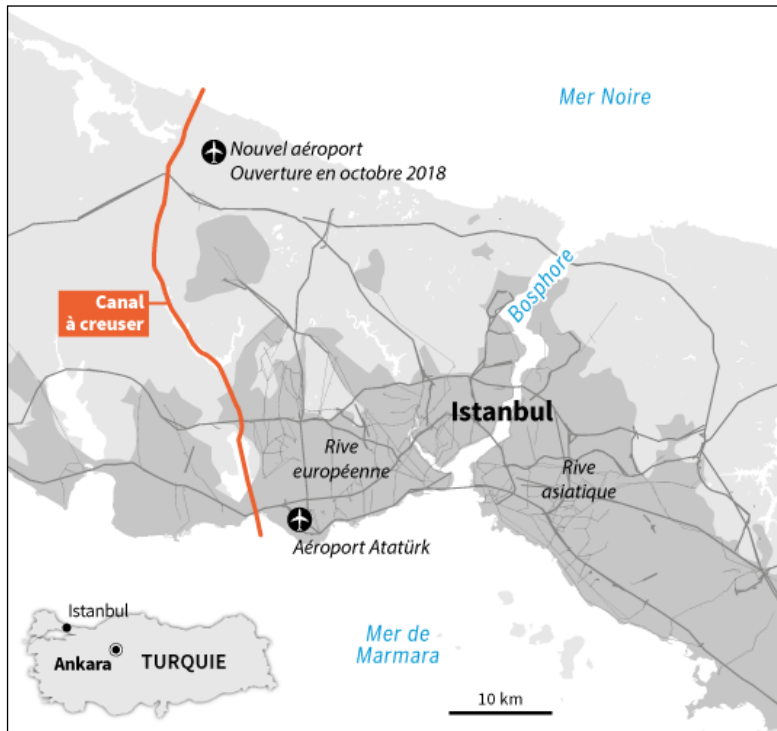 Mer Noire
Nouvel aéroport
Ouverture en octobre 2018
Bosphore
Canal
à creuser
Istanbul
Rive
européenne
Rive
asiatique
Aéroport Atatürk
Istanbul
Ankara
TURQUIE
Mer de
Marmara
10 km